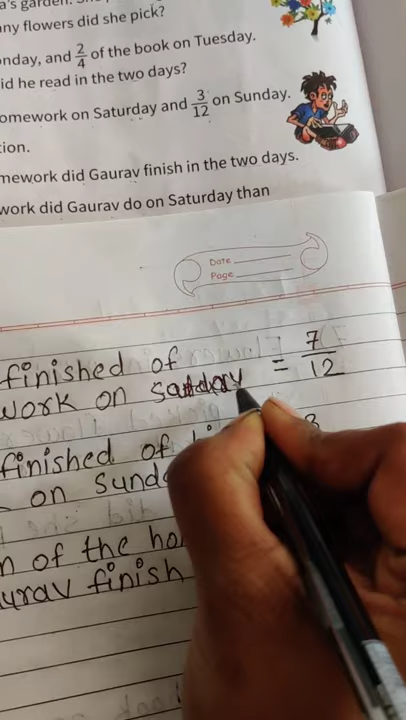 a's garden.
any flowers did she pick?
nday, and 2/4 of the book on Tuesday.
id he read in the two days?
omework on Saturday and 3/12 on Sunday.
ion.
mework did Gaurav finish in the two days.
work did Gaurav do on Saturday than
Date
Page
finished of
work on = 7/12
finished of
on Sund
n of the ho
urav finish